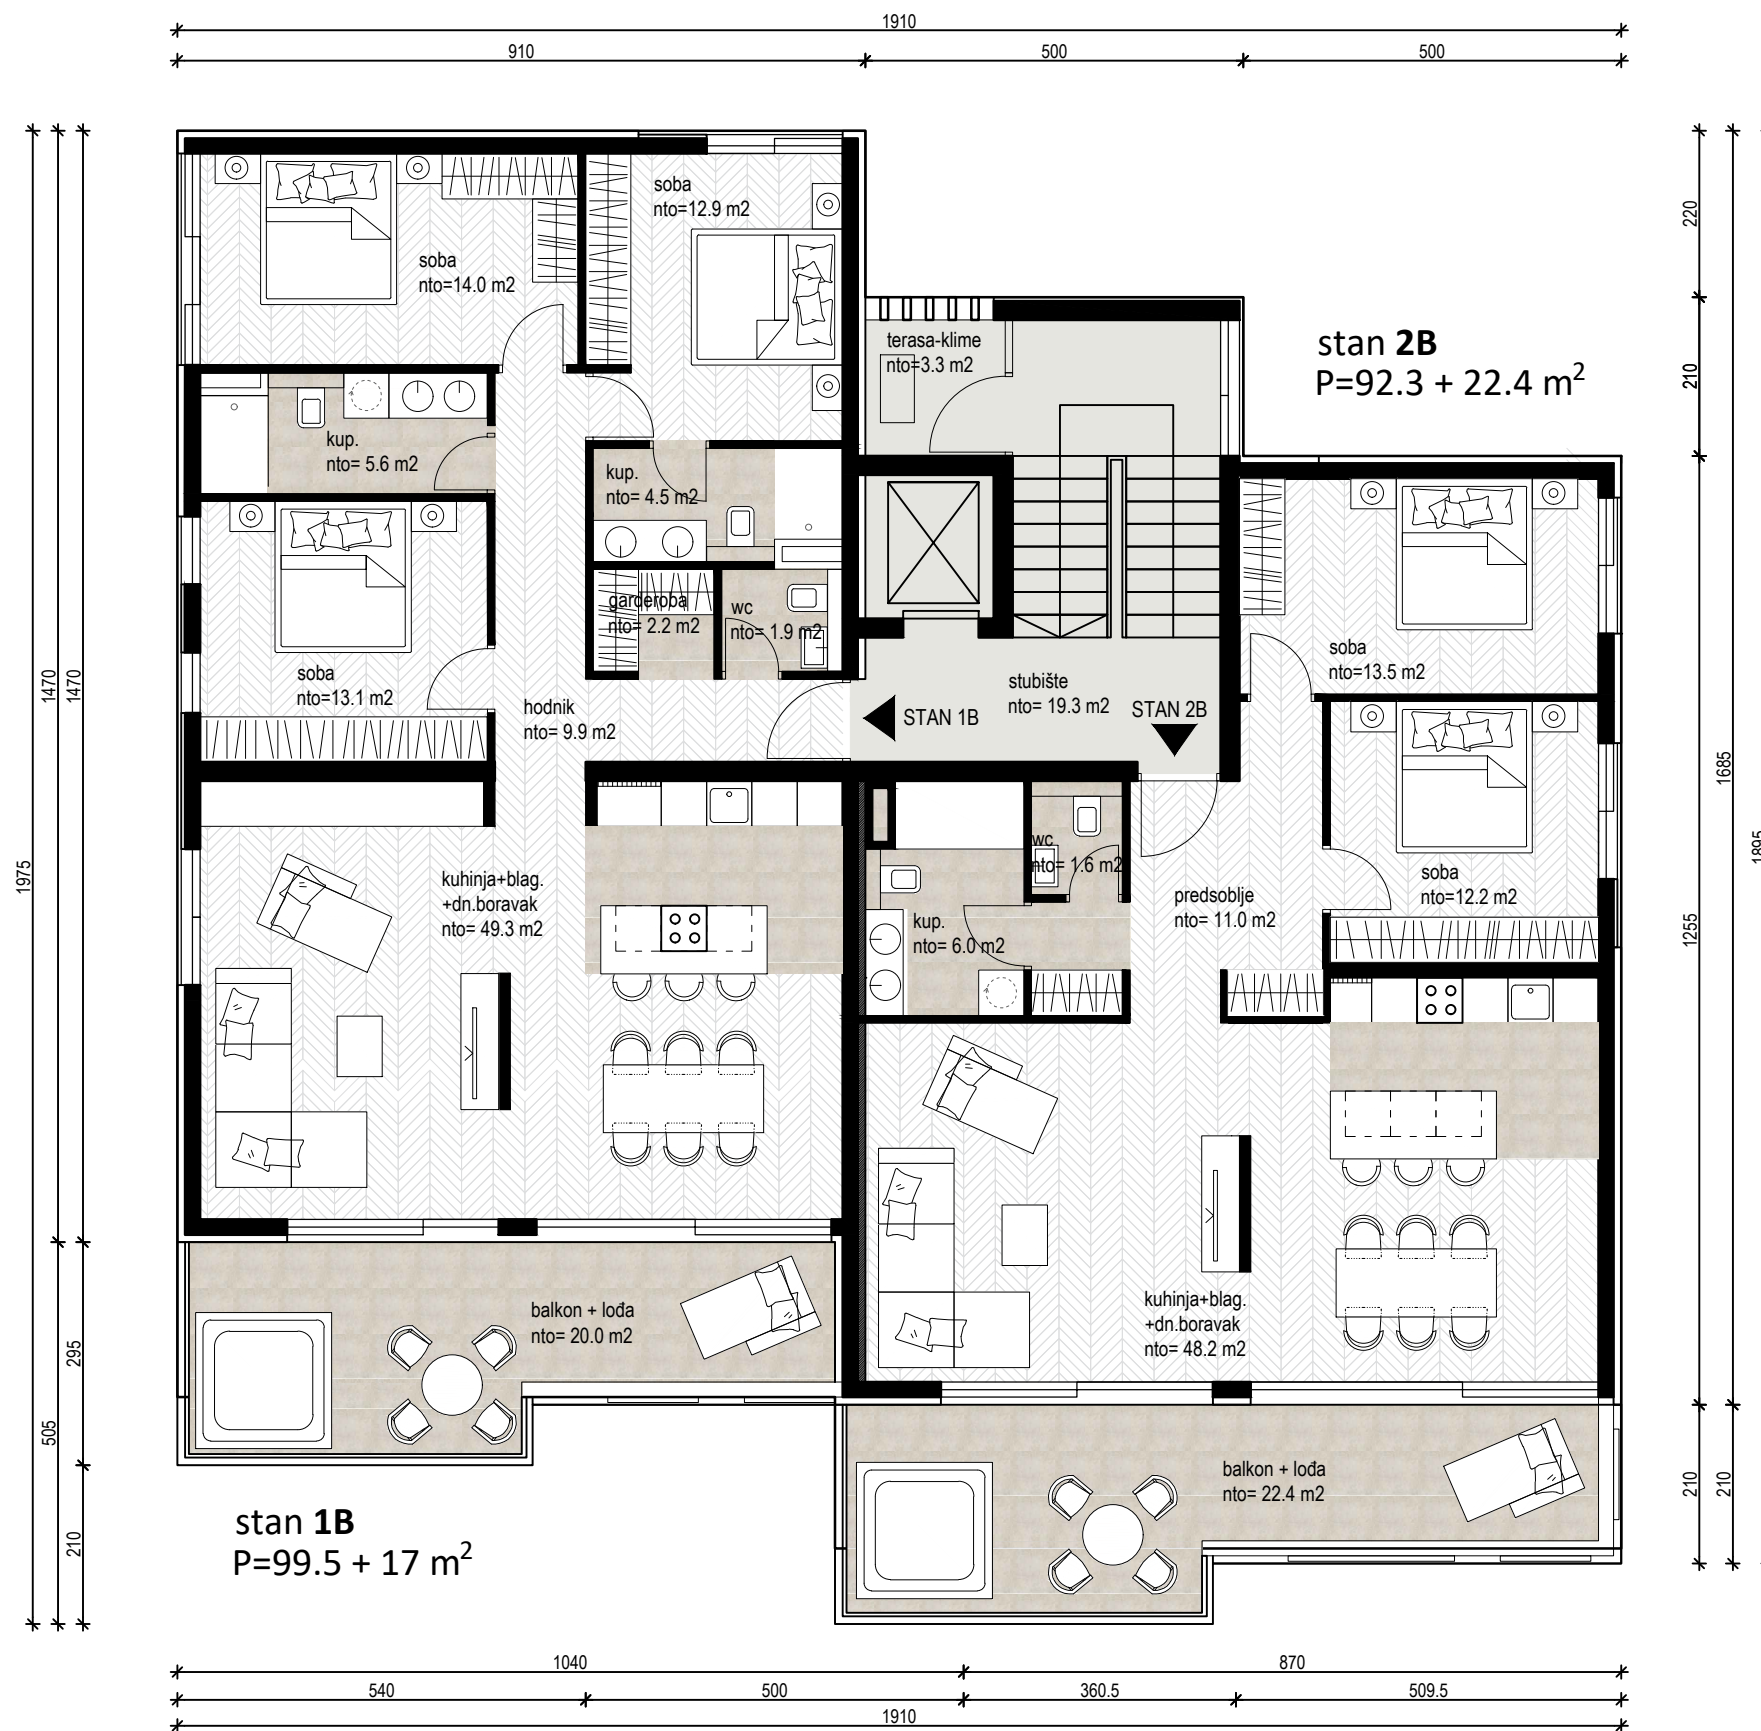 1910
910
500
500
soba
nto=12.9 m2
soba
nto=14.0 m2
220
terasa-klime
nto=3.3 m2
stan 2B
P=92.3 + 22.4 m²
210
kup.
nto= 5.6 m2
kup.
nto= 4.5 m2
garderoba
nto= 2.2 m2
wc
nto= 1.9 m2
soba
nto=13.1 m2
soba
nto=13.5 m2
1470
1470
hodnik
nto= 9.9 m2
STAN 1B
stubište
nto= 19.3 m2
STAN 2B
1685
1975
kuhinja+blag.
+dn.boravak
nto= 49.3 m2
wc
nto= 1.6 m2
kup.
nto= 6.0 m2
predsoblje
nto= 11.0 m2
soba
nto=12.2 m2
1255
1895
balkon + lođa
nto= 20.0 m2
kuhinja+blag.
+dn.boravak
nto= 48.2 m2
295
505
210
balkon + lođa
nto= 22.4 m2
210
210
stan 1B
P=99.5 + 17 m²
1040
870
540
500
360.5
509.5
1910